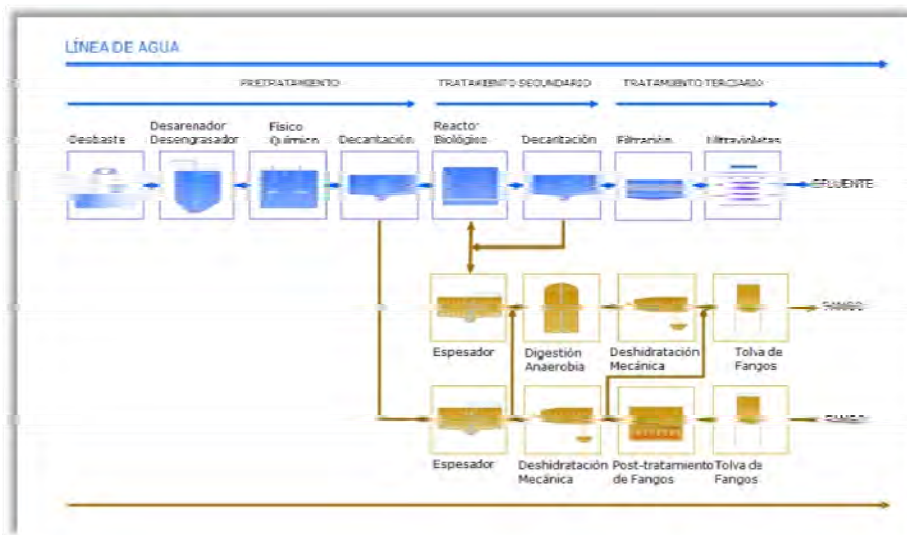 LÍNEA DE AGUA
PRETRATAMIENTO
TRATAMIENTO SECUNDARIO
TRATAMIENTO TERCIARIO
Desbaste
Desarenador
Desengrasador
Físico
Químico
Decantación
Reactor
Biológico
Decantación
Filtración
Ultravioletas
EFLUENTE
FANGO
Espesador
Digestión
Anaerobia
Deshidratación
Mecánica
Tolva de
Fangos
FANGO
Espesador
Deshidratación
Mecánica
Post-tratamiento
de Fangos
Tolva de
Fangos